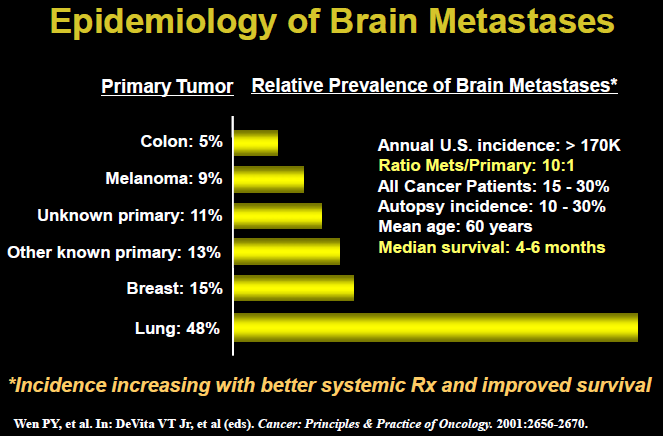 Epidemiology of Brain Metastases
Primary Tumor
Relative Prevalence of Brain Metastases*
Colon: 5%
Melanoma: 9%
Unknown primary: 11%
Other known primary: 13%
Breast: 15%
Lung: 48%
Annual U.S. incidence: > 170K
Ratio Mets/Primary: 10:1
All Cancer Patients: 15 - 30%
Autopsy incidence: 10 - 30%
Mean age: 60 years
Median survival: 4-6 months
*Incidence increasing with better systemic Rx and improved survival
Wen PY, et al. In: DeVita VT Jr, et al (eds). Cancer: Principles & Practice of Oncology. 2001:2656-2670.